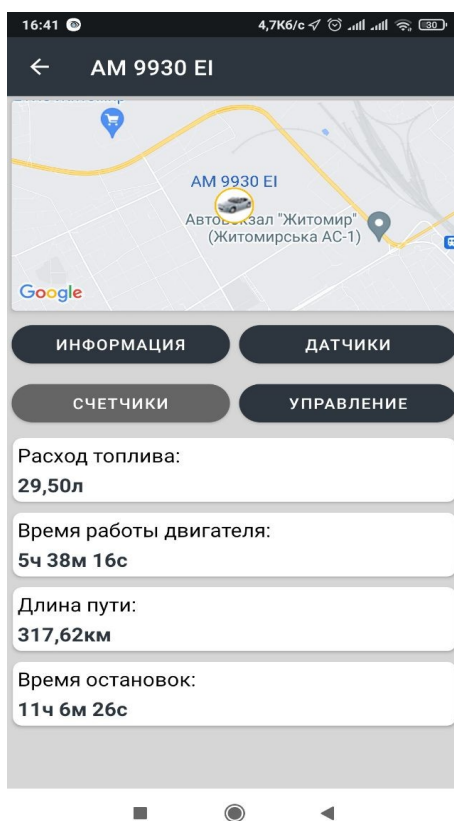 16:41 4,7Кб/с 30
AM 9930 EI
AM 9930 EI
Автовокзал "Житомир"
(Житомирська АС-1)
Google
ИНФОРМАЦИЯ ДАТЧИКИ
СЧЕТЧИКИ УПРАВЛЕНИЕ
Расход топлива:
29,50л
Время работы двигателя:
5ч 38м 16с
Длина пути:
317,62км
Время остановок:
11ч 6м 26с